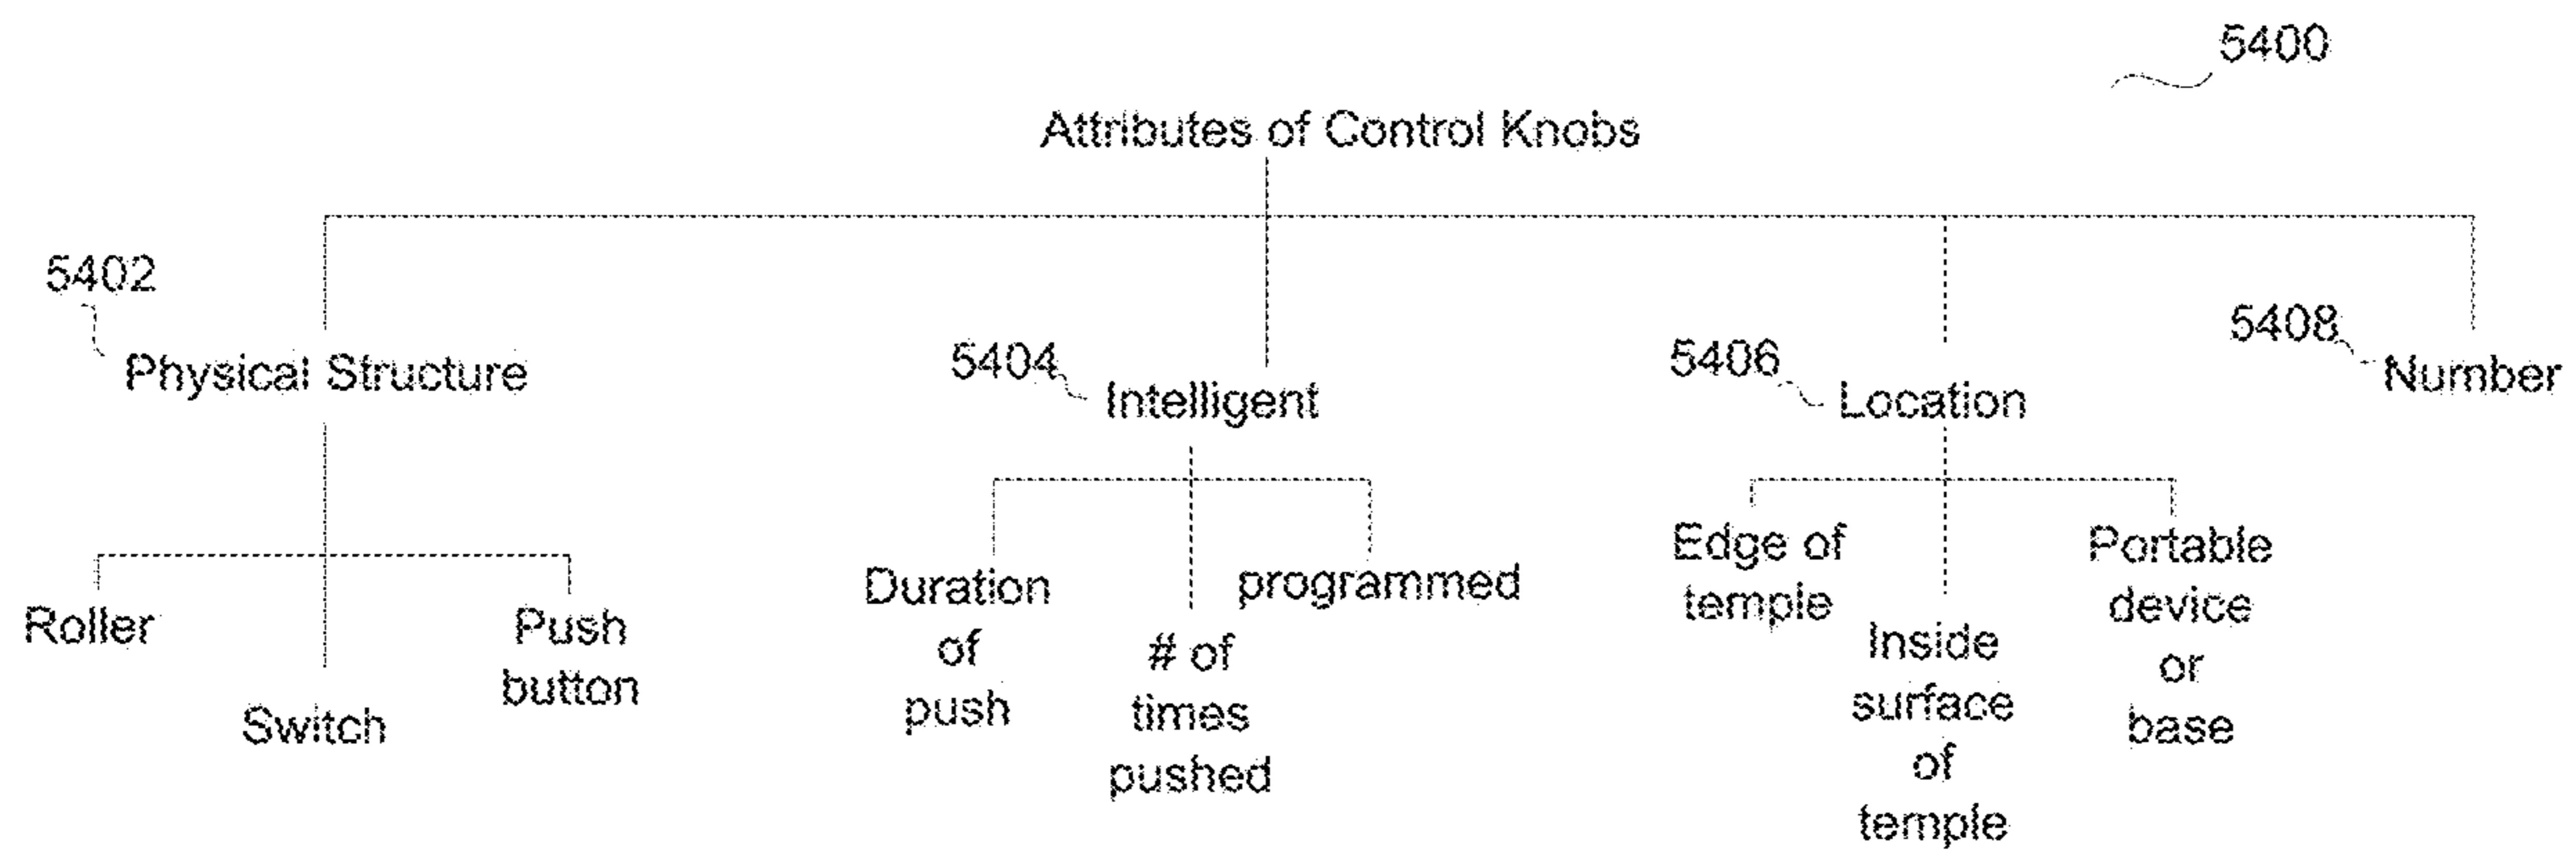 5400
Attributes of Control Knobs
5402
Physical Structure
Roller
Switch
Push
button
5404
Intelligent
Duration
of
push
# of
times
pushed
programmed
5406
Location
Edge of
temple
Inside
surface
of
temple
Portable
device
or
base
5408
Number